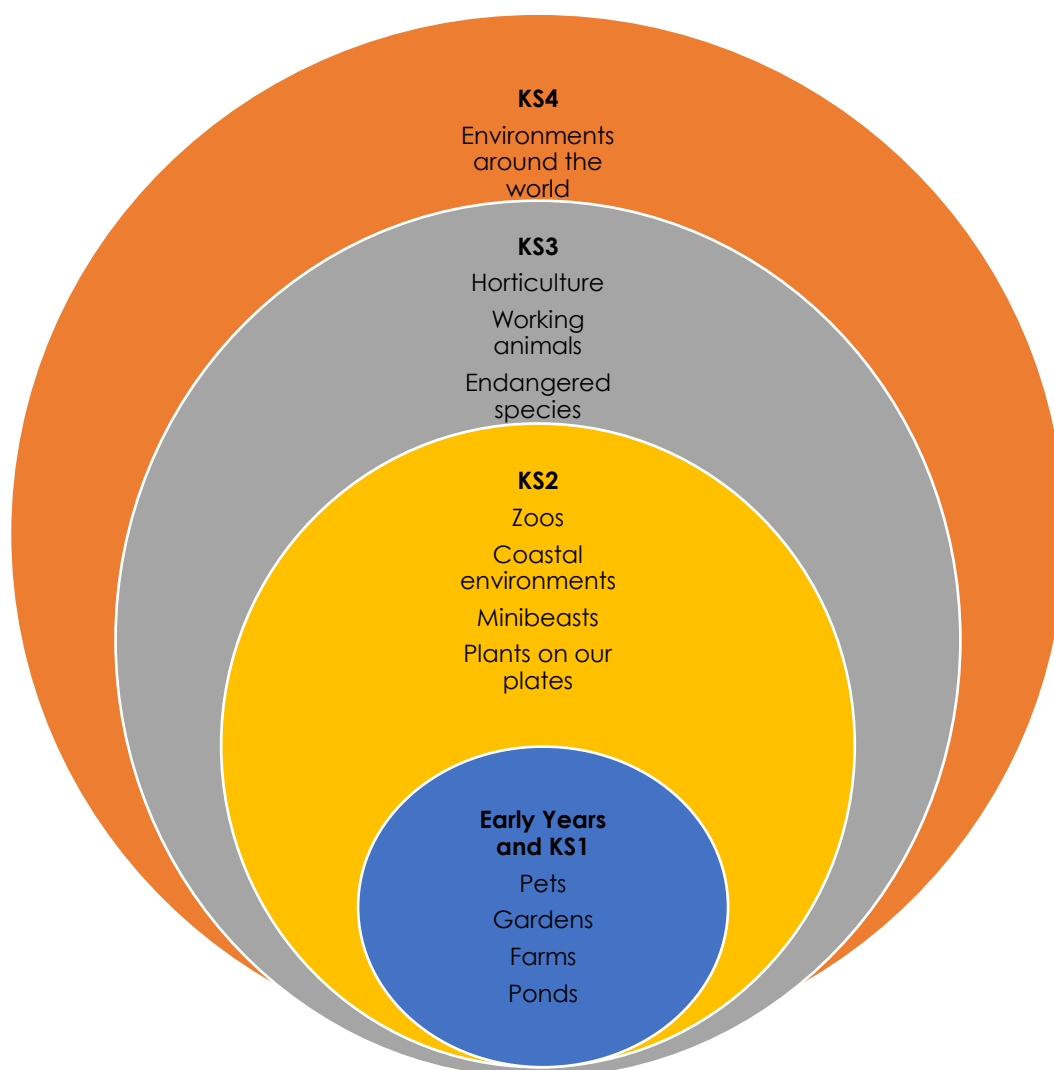 KS4
Environments
around the
world
KS3
Horticulture
Working
animals
Endangered
species
KS2
Zoos
Coastal
environments
Minibeasts
Plants on our
plates
Early Years
and KS1
Pets
Gardens
Farms
Ponds